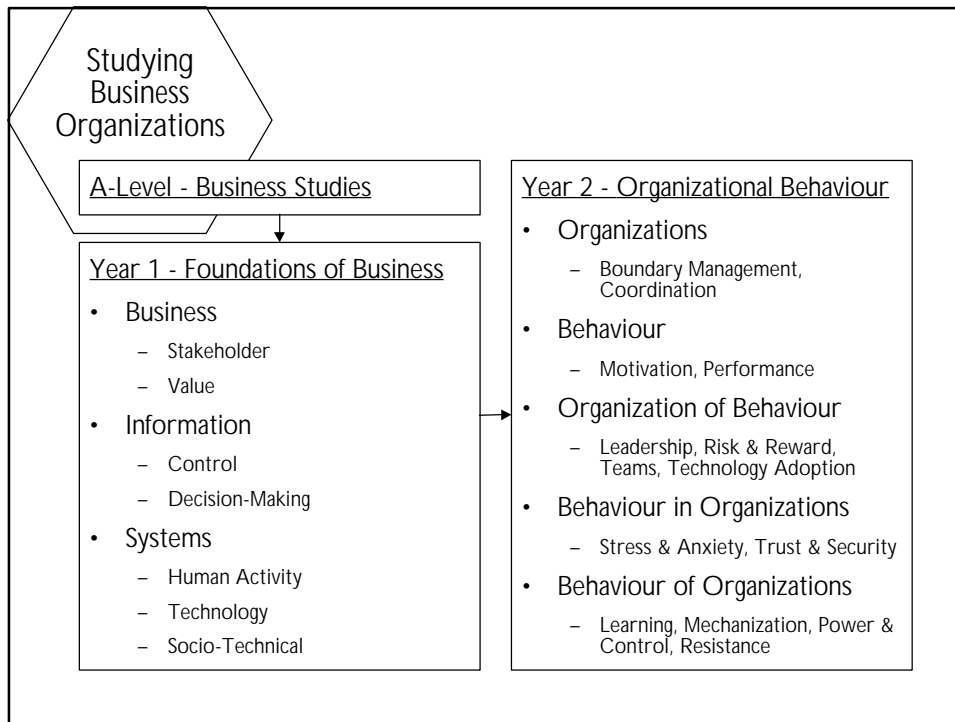 Studying
Business
Organizations
A-Level - Business Studies
Year 1 - Foundations of Business
• Business
– Stakeholder
– Value
• Information
– Control
– Decision-Making
• Systems
– Human Activity
– Technology
– Socio-Technical
Year 2 - Organizational Behaviour
• Organizations
– Boundary Management,
Coordination
• Behaviour
– Motivation, Performance
• Organization of Behaviour
– Leadership, Risk & Reward,
Teams, Technology Adoption
• Behaviour in Organizations
– Stress & Anxiety, Trust & Security
• Behaviour of Organizations
– Learning, Mechanization, Power &
Control, Resistance